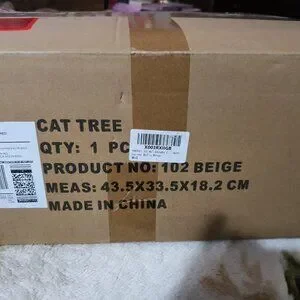 CAT TREE
QTY: 1 PC
PRODUCT NO: 102 BEIGE
MEAS: 43.5X33.5X18.2 CM
MADE IN CHINA